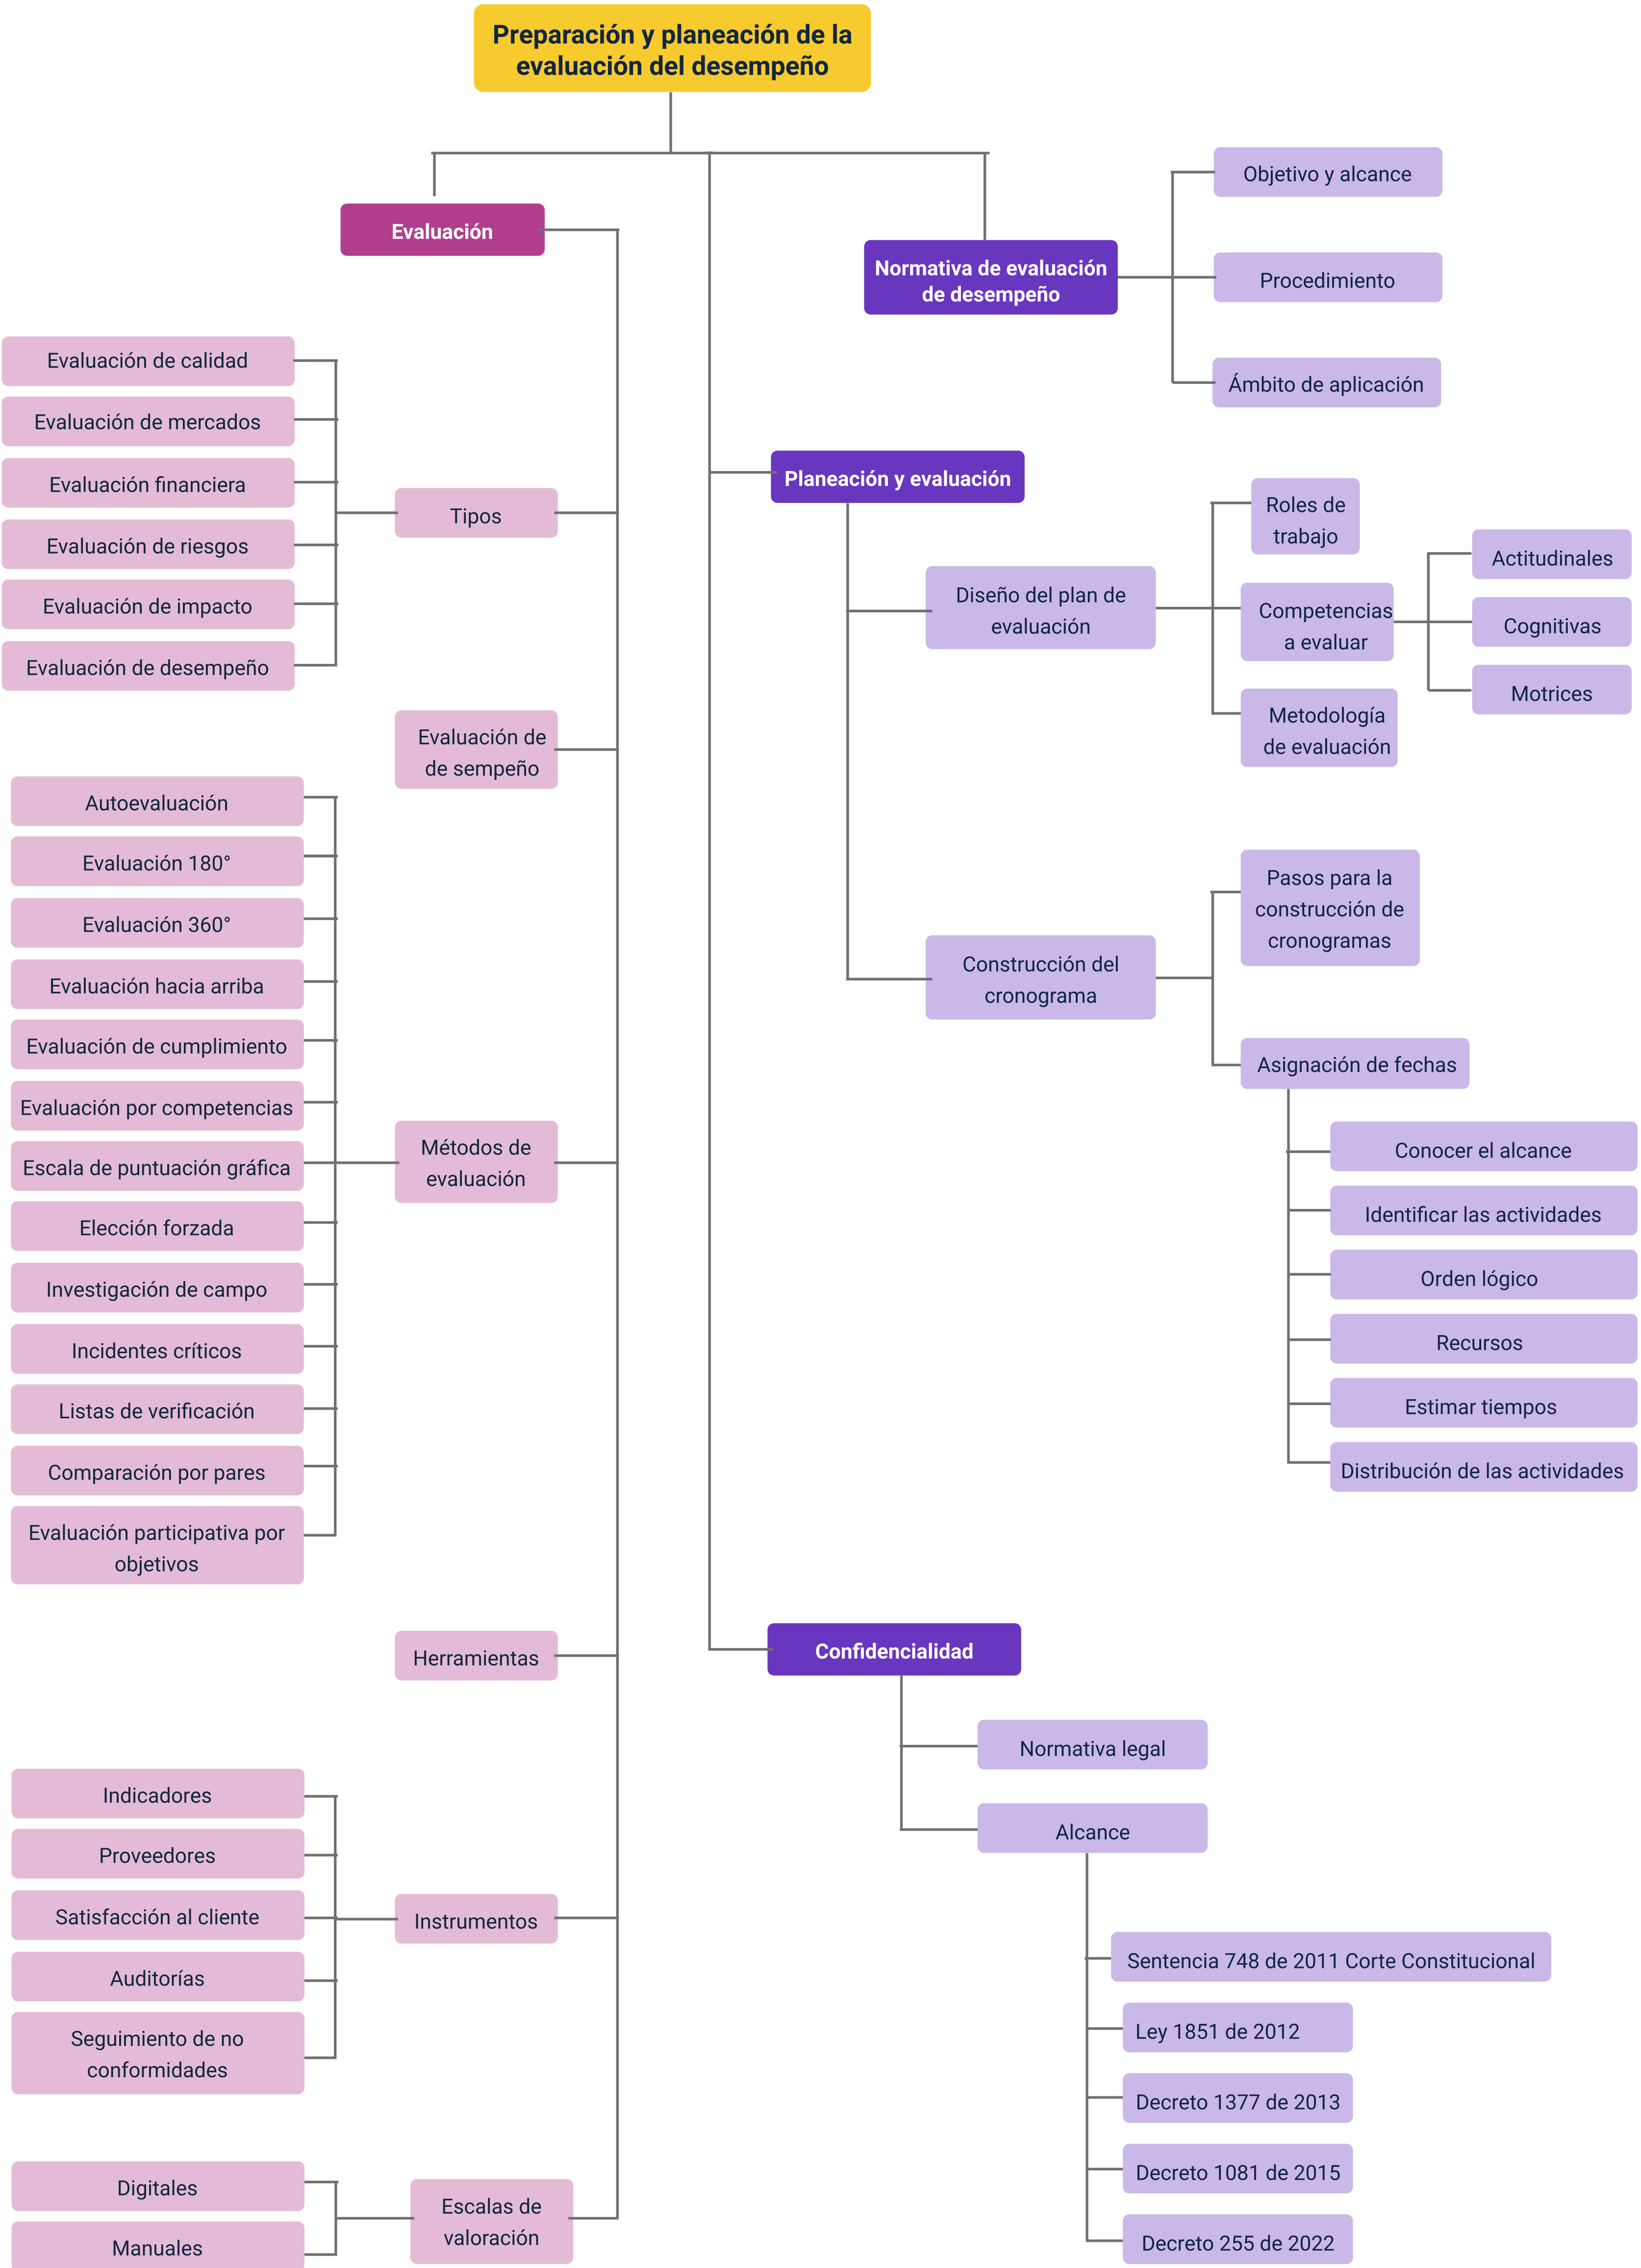 Preparación y planeación de la
evaluación del desempeño
Evaluación
Tipos
Evaluación de calidad
Evaluación de mercados
Evaluación financiera
Evaluación de riesgos
Evaluación de impacto
Evaluación de desempeño
Evaluación de
de sempeño
Métodos de
evaluación
Autoevaluación
Evaluación 180°
Evaluación 360°
Evaluación hacia arriba
Evaluación de cumplimiento
Evaluación por competencias
Escala de puntuación gráfica
Elección forzada
Investigación de campo
Incidentes críticos
Listas de verificación
Comparación por pares
Evaluación participativa por
objetivos
Herramientas
Instrumentos
Indicadores
Proveedores
Satisfacción al cliente
Auditorías
Seguimiento de no
conformidades
Escalas de
valoración
Digitales
Manuales
Normativa de evaluación
de desempeño
Objetivo y alcance
Procedimiento
Ámbito de aplicación
Planeación y evaluación
Diseño del plan de
evaluación
Roles de
trabajo
Competencias
a evaluar
Actitudinales
Cognitivas
Motrices
Metodología
de evaluación
Construcción del
cronograma
Pasos para la
construcción de
cronogramas
Asignación de fechas
Conocer el alcance
Identificar las actividades
Orden lógico
Recursos
Estimar tiempos
Distribución de las actividades
Confidencialidad
Normativa legal
Alcance
Sentencia 748 de 2011 Corte Constitucional
Ley 1851 de 2012
Decreto 1377 de 2013
Decreto 1081 de 2015
Decreto 255 de 2022